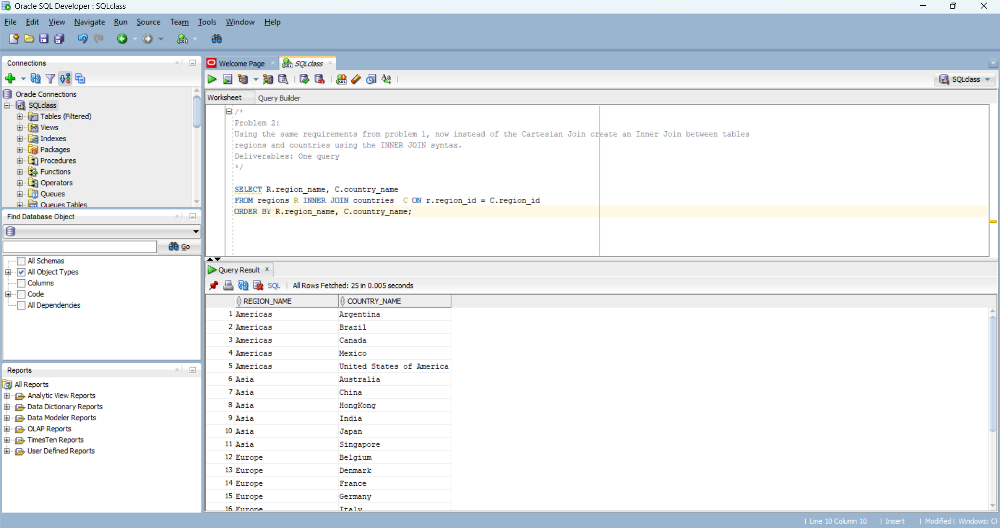 Oracle SQL Developer : SQLclass
File Edit View Navigate Run Source Team Tools Window Help
Connections
Oracle Connections
SQLclass
Tables (Filtered)
Views
Indexes
Packages
Procedures
Functions
Operators
Queues
Queues Tables
Find Database Object
Go
All Schemas
All Object Types
Columns
Code
All Dependencies
Reports
All Reports
Analytic View Reports
Data Dictionary Reports
Data Modeler Reports
OLAP Reports
TimesTen Reports
User Defined Reports
Welcome Page SQLclass
SQLclass
Worksheet Query Builder
/*
Problem 2:
Using the same requirements from problem 1, now instead of the Cartesian Join create an Inner Join between tables
regions and countries using the INNER JOIN syntax.
Deliverables: One query
*/
SELECT R.region_name, C.country_name
FROM regions R INNER JOIN countries  C ON r.region_id = C.region_id
ORDER BY R.region_name, C.country_name;
Query Result
SQL | All Rows Fetched: 25 in 0.005 seconds
REGION_NAME COUNTRY_NAME
1 Americas Argentina
2 Americas Brazil
3 Americas Canada
4 Americas Mexico
5 Americas United States of America
6 Asia Australia
7 Asia China
8 Asia HongKong
9 Asia India
10 Asia Japan
11 Asia Singapore
12 Europe Belgium
13 Europe Denmark
14 Europe France
15 Europe Germany
16 Europe Italy
| Line 10 Column 10 | Insert | Modified | Windows: CF